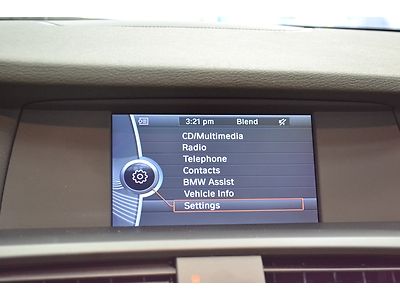 3:21 pm Blend
CD/Multimedia
Radio
Telephone
Contacts
BMW Assist
Vehicle Info
Settings